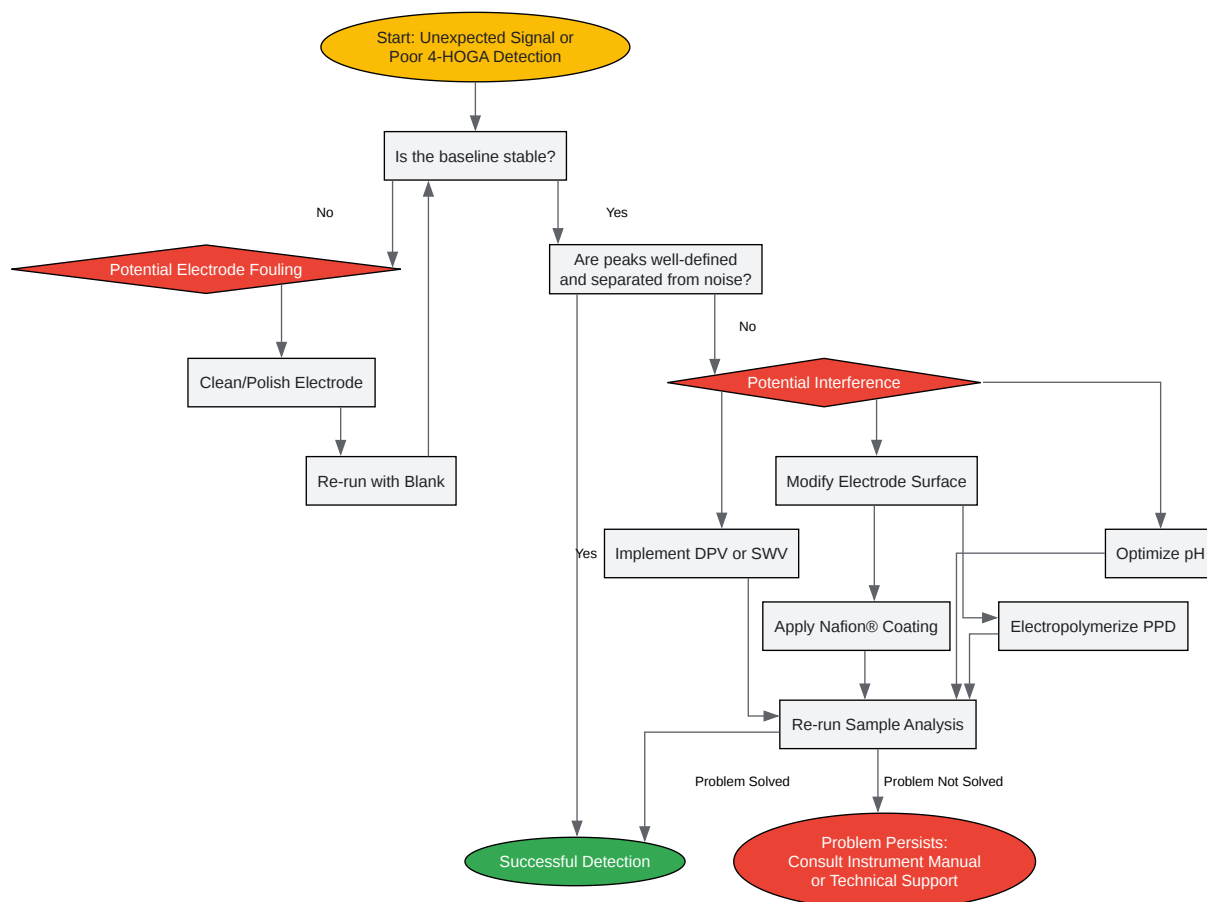 Start: Unexpected Signal or
Poor 4-HOGA Detection
Is the baseline stable?
No
Yes
Potential Electrode Fouling
Are peaks well-defined
and separated from noise?
No
Clean/Polish Electrode
Potential Interference
Re-run with Blank
Modify Electrode Surface
Yes
Implement DPV or SWV
Optimize pH
Apply Nafion® Coating
Electropolymerize PPD
Re-run Sample Analysis
Problem Solved
Problem Not Solved
Successful Detection
Problem Persists:
Consult Instrument Manual
or Technical Support